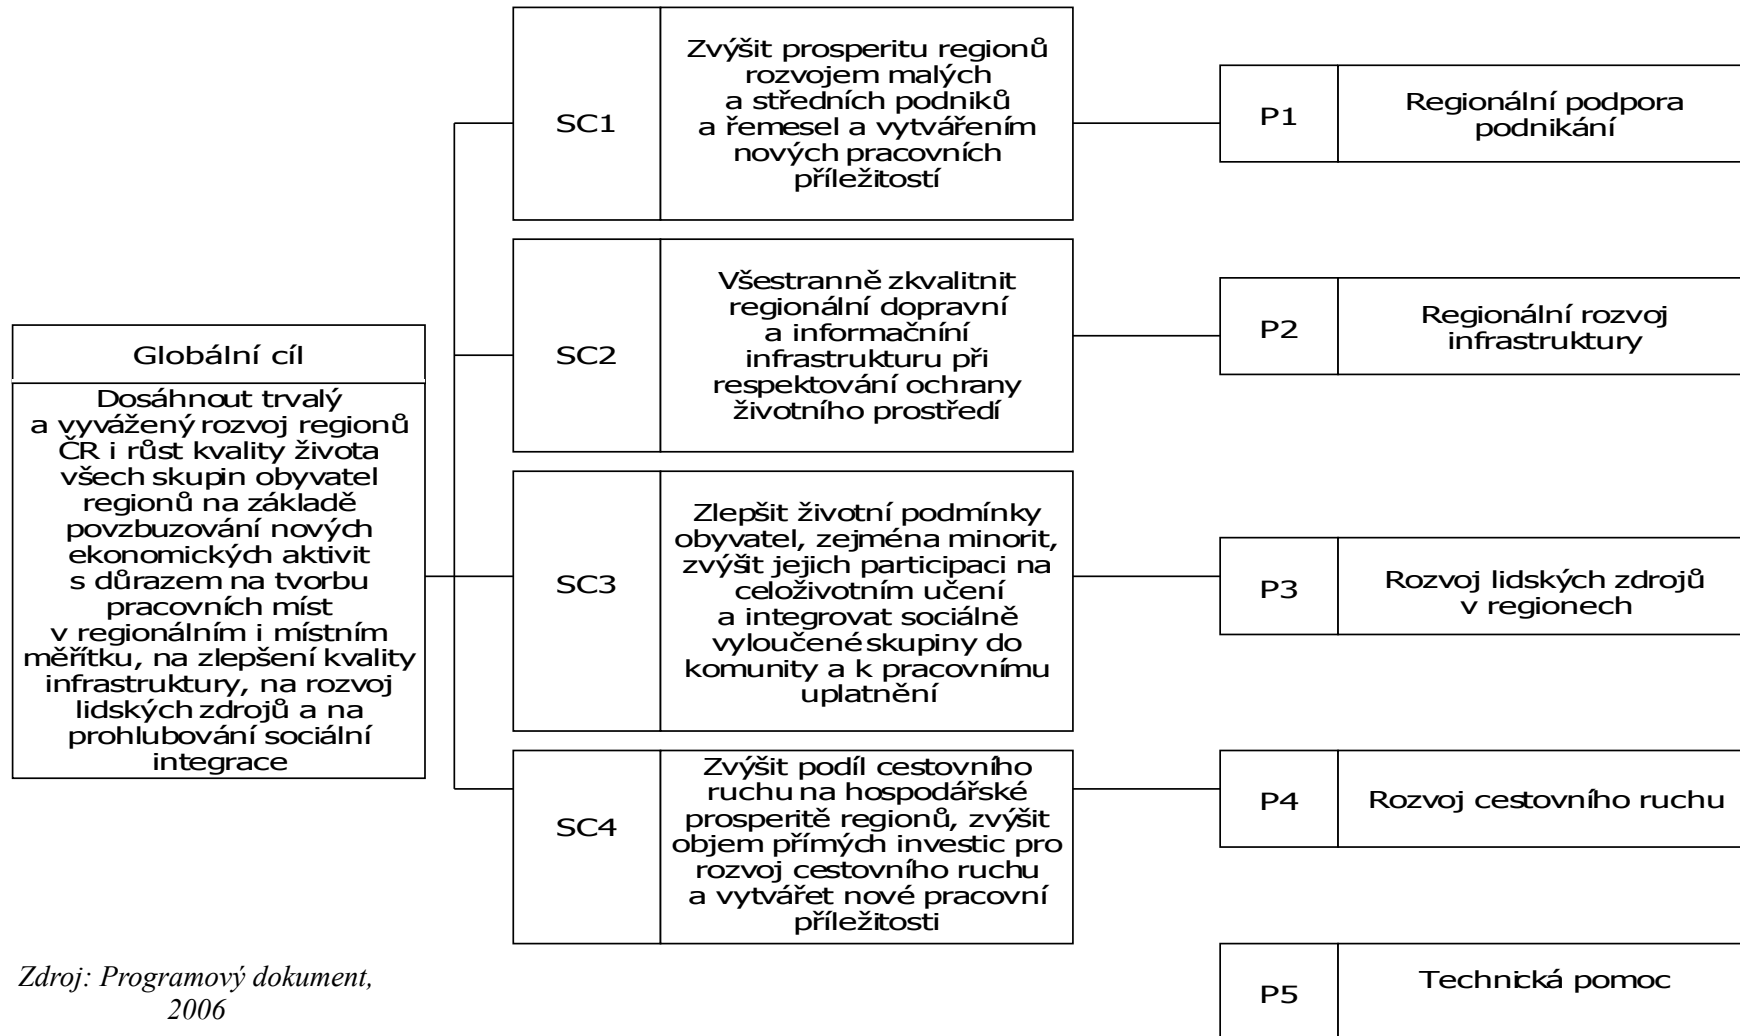 Globální cíl
Dosáhnout trvalý
a vyvážený rozvoj regionů
ČR i růst kvality života
všech skupin obyvatel
regionů na základě
povzbuzování nových
ekonomických aktivit
s důrazem na tvorbu
pracovních míst
v regionálním i místním
měřítku, na zlepšení kvality
infrastruktury, na rozvoj
lidských zdrojů a na
prohlubování sociální
integrace
SC1
Zvýšit prosperitu regionů
rozvojem malých
a středních podniků
a řemesel a vytvářením
nových pracovních
příležitostí
P1
Regionální podpora
podnikání
SC2
Všestranně zkvalitnit
regionální dopravní
a informačníní
infrastrukturu při
respektování ochrany
životního prostředí
P2
Regionální rozvoj
infrastruktury
SC3
Zlepšit životní podmínky
obyvatel, zejména minorit,
zvýšit jejich participaci na
celoživotním učení
a integrovat sociálně
vyloučené skupiny do
komunity a k pracovnímu
uplatnění
P3
Rozvoj lidských zdrojů
v regionech
SC4
Zvýšit podíl cestovního
ruchu na hospodářské
prosperitě regionů, zvýšit
objem přímých investic pro
rozvoj cestovního ruchu
a vytvářet nové pracovní
příležitosti
P4
Rozvoj cestovního ruchu
P5
Technická pomoc
Zdroj: Programový dokument,
2006